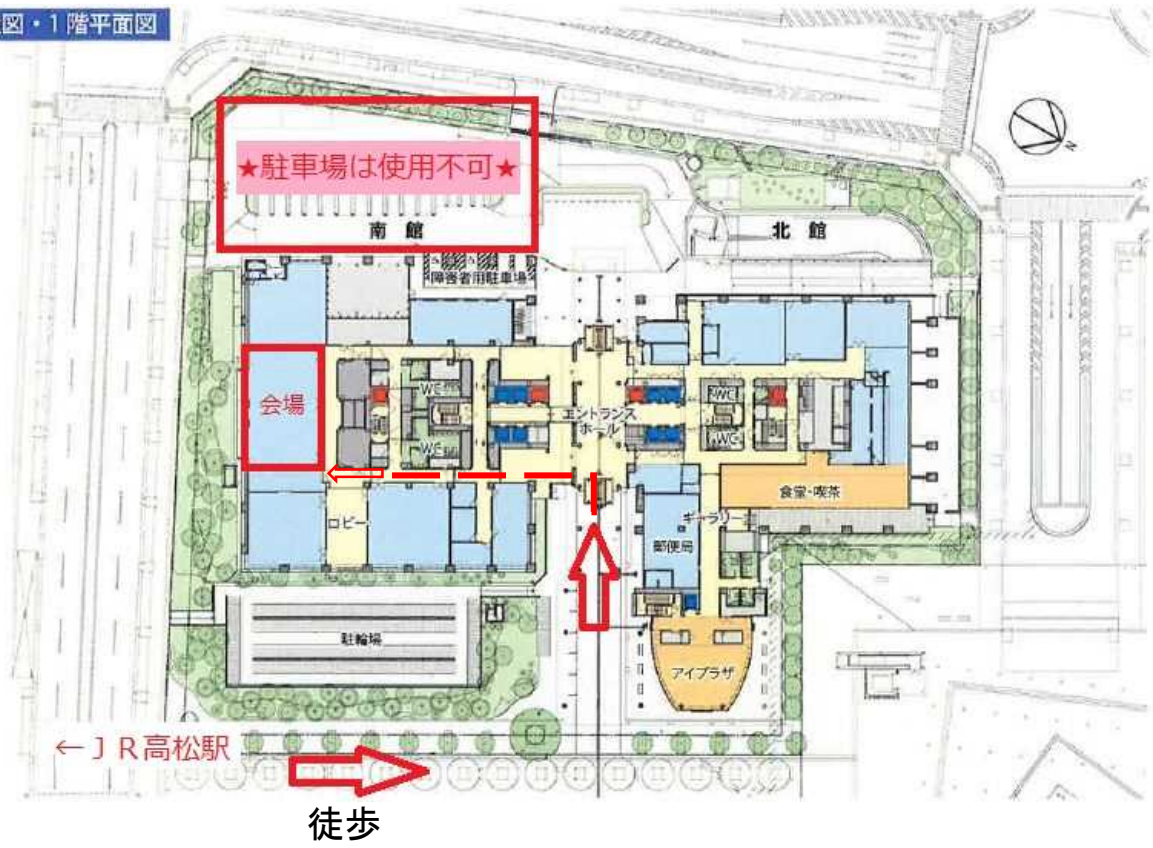 図・1階平面図
★駐車場は使用不可★
N
南館
北館
障害者用駐車場
会場
WC
WC
エントランス
ホール
WC
WC
食堂・喫茶
ロビー
ギャラリー
郵便局
駐輪場
アイプラザ
←JR高松駅
徒歩